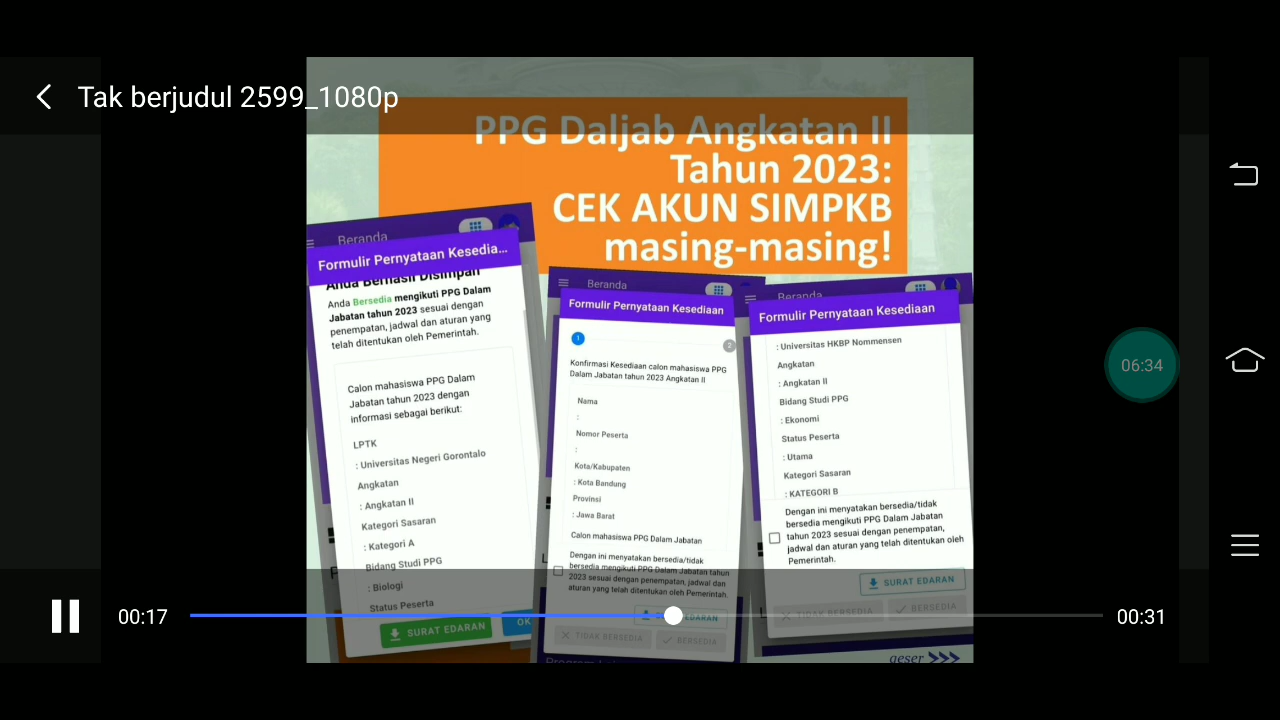 Tak berjudul 2599_1080p
PPG Daljab Angkatan II
Tahun 2023:
CEK AKUN SIMPKB
masing-masing!
Beranda
Formulir Pernyataan Kesedia...
Anda Berhasil Disimpan
Anda Bersedia mengikuti PPG Dalam
Jabatan tahun 2023 sesuai dengan
penempatan, jadwal dan aturan yang
telah ditentukan oleh Pemerintah.
Calon mahasiswa PPG Dalam
Jabatan tahun 2023 dengan
informasi sebagai berikut:
LPTK
: Universitas Negeri Gorontalo
Angkatan
: Angkatan II
Kategori Sasaran
: Kategori A
Bidang Studi PPG
: Biologi
Status Peserta
SURAT EDARAN
OK
Beranda
Formulir Pernyataan Kesediaan
1
2
Konfirmasi Kesediaan calon mahasiswa PPG
Dalam Jabatan tahun 2023 Angkatan II
Nama
:
Nomor Peserta
:
Kota/Kabupaten
: Kota Bandung
Provinsi
: Jawa Barat
Calon mahasiswa PPG Dalam Jabatan
Dengan ini menyatakan bersedia/tidak
bersedia mengikuti PPG Dalam Jabatan tahun
2023 sesuai dengan penempatan, jadwal dan
aturan yang telah ditentukan oleh Pemerintah.
EDARAN
TIDAK BERSEDIA
BERSEDIA
Beranda
Formulir Pernyataan Kesediaan
: Universitas HKBP Nommensen
Angkatan
: Angkatan II
Bidang Studi PPG
: Ekonomi
Status Peserta
: Utama
Kategori Sasaran
: KATEGORI B
Dengan ini menyatakan bersedia/tidak
bersedia mengikuti PPG Dalam Jabatan
tahun 2023 sesuai dengan penempatan,
jadwal dan aturan yang telah ditentukan oleh
Pemerintah.
SURAT EDARAN
TIDAK BERSEDIA
BERSEDIA
geser
06:34
00:17
00:31